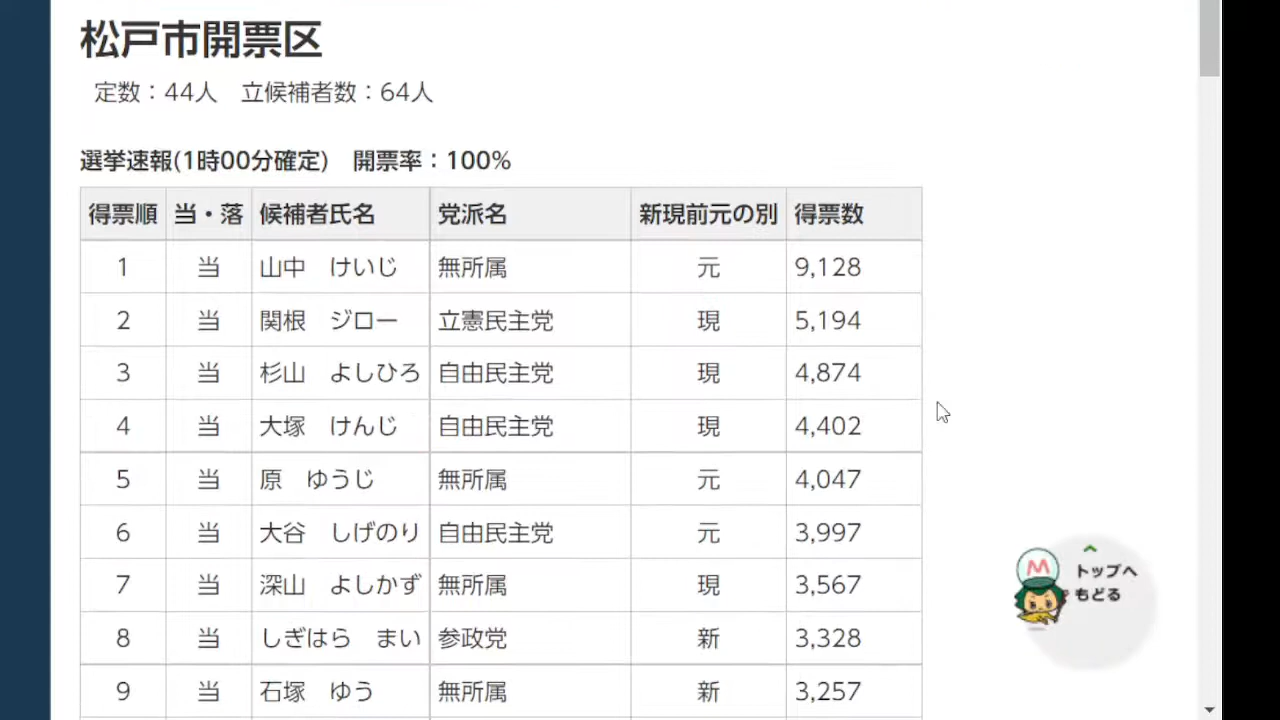 松戸市開票区
定数：44人　立候補者数：64人
選挙速報(1時00分確定)　開票率：100%
得票順 当・落 候補者氏名 党派名 新現前元の別 得票数
1 当 山中　けいじ 無所属 元 9,128
2 当 関根　ジロー 立憲民主党 現 5,194
3 当 杉山　よしひろ 自由民主党 現 4,874
4 当 大塚　けんじ 自由民主党 現 4,402
5 当 原　ゆうじ 無所属 元 4,047
6 当 大谷　しげのり 自由民主党 元 3,997
7 当 深山　よしかず 無所属 現 3,567
8 当 しぎはら　まい 参政党 新 3,328
9 当 石塚　ゆう 無所属 新 3,257
M
トップへ
もどる